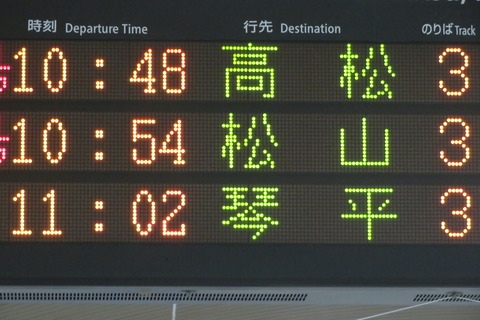 時刻 Departure Time 行先 Destination のりば Track
10:48 高松 3
10:54 松山 3
11:02 琴平 3